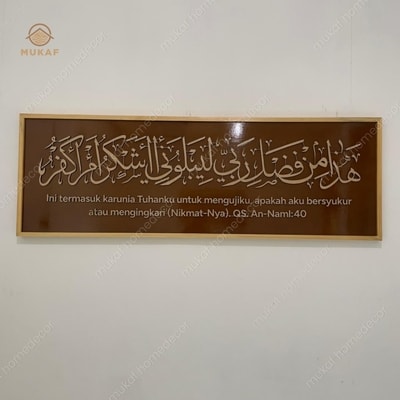 MUKAF
هَٰذَا مِنْ فَضْلِ رَبِّي لِيَبْلُوَنِي أَأَشْكُرُ أَمْ أَكْفُرُ
Ini termasuk karunia Tuhanku untuk mengujiku, apakah aku bersyukur
atau mengingkari (Nikmat-Nya). QS. An-Naml:40